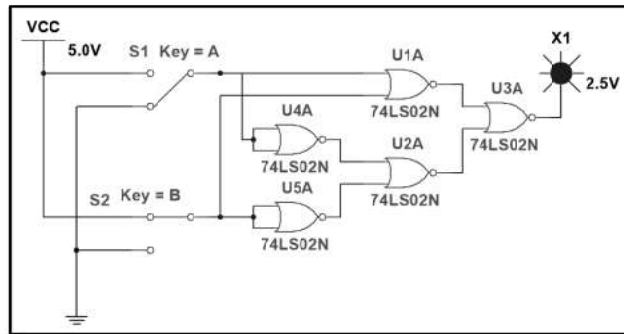 VCC
5.0V
S1 Key = A
U1A
74LS02N
X1
2.5V
U3A
74LS02N
U4A
74LS02N
U2A
74LS02N
S2 Key = B
U5A
74LS02N